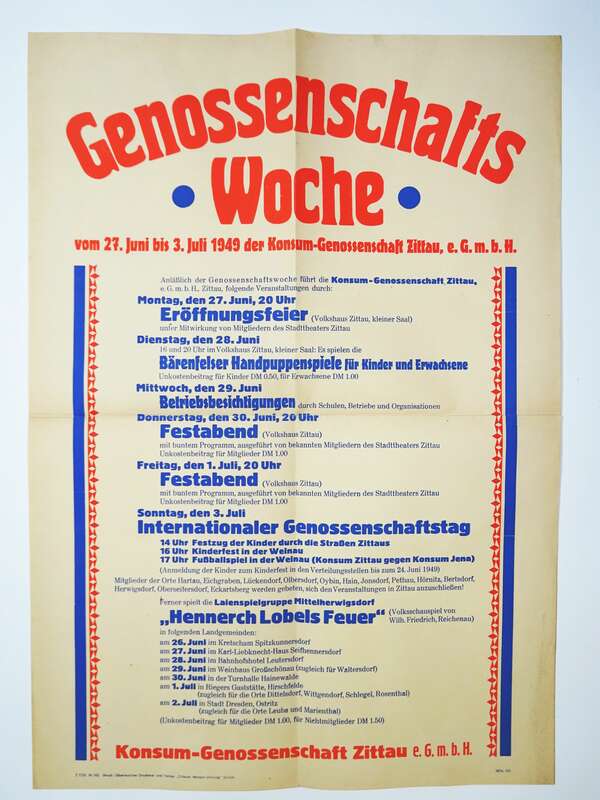 Genossenschafts
Woche
vom 27. Juni bis 3. Juli 1949 der Konsum-Genossenschaft Zittau, e. G. m. b. H.
Anläßlich der Genossenschaftswoche führt die Konsum-Genossenschaft Zittau,
e. G. m. b. H., Zittau, folgende Veranstaltungen durch:
Montag, den 27. Juni, 20 Uhr
Eröffnungsfeier (Volkshaus Zittau, kleiner Saal)
unter Mitwirkung von Mitgliedern des Stadttheaters Zittau
Dienstag, den 28. Juni
16 und 20 Uhr im Volkshaus Zittau, kleiner Saal: Es spielen die
Bärenfelser Handpuppenspiele für Kinder und Erwachsene
Unkostenbeitrag für Kinder DM 0.50, für Erwachsene DM 1.00
Mittwoch, den 29. Juni
Betriebsbesichtigungen durch Schulen, Betriebe und Organisationen
Donnerstag, den 30. Juni, 20 Uhr
Festabend (Volkshaus Zittau)
mit buntem Programm, ausgeführt von bekannten Mitgliedern des Stadttheaters Zittau
Unkostenbeitrag für Mitglieder DM 1.00
Freitag, den 1. Juli, 20 Uhr
Festabend (Volkshaus Zittau)
mit buntem Programm, ausgeführt von bekannten Mitgliedern des Stadttheaters Zittau
Unkostenbeitrag für Mitglieder DM 1.00
Sonntag, den 3. Juli
Internationaler Genossenschaftstag
14 Uhr Festzug der Kinder durch die Straßen Zittaus
16 Uhr Kinderfest in der Weinau
17 Uhr Fußballspiel in der Weinau (Konsum Zittau gegen Konsum Jena)
(Anmeldung der Kinder zum Kinderfest in den Verteilungsstellen bis zum 24. Juni 1949)
Mitglieder der Orte Hartau, Eichgraben, Lückendorf, Olbersdorf, Oybin, Hain, Jonsdorf, Pethau, Hörnitz, Bertsdorf,
Herwigsdorf, Oberseifersdorf, Eckartsberg werden gebeten, sich den Veranstaltungen in Zittau anzuschließen!
Ferner spielt die Laienspielgruppe Mittelherwigsdorf
„Hennerch Lobels Feuer“ (Volksschauspiel von
Wilh. Friedrich, Reichenau)
in folgenden Landgemeinden:
am 26. Juni im Kretscham Spitzkunnersdorf
am 27. Juni im Karl-Liebknecht-Haus Seifhennersdorf
am 28. Juni im Bahnhofshotel Leutersdorf
am 29. Juni im Weinbaus Großschönau (zugleich für Waltersdorf)
am 30. Juni in der Turnhalle Hainewalde
am 1. Juli in Riegers Gaststätte, Hirschfelde
(zugleich für die Orte Dittelsdorf, Wittgendorf, Schlegel, Rosenthal)
am 2. Juli in Stadt Dresden, Ostritz
(zugleich für die Orte Leuba und Marienthal)
(Unkostenbeitrag für Mitglieder DM 1.00, für Nichtmitglieder DM 1.50)
Konsum-Genossenschaft Zittau e. G. m. b. H.